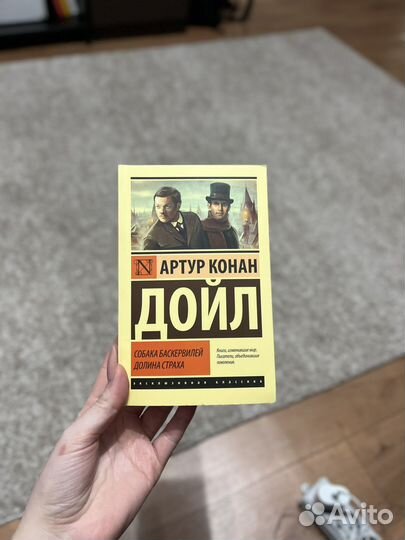 N АРТУР КОНАН
ДОЙЛ
СОБАКА БАСКЕРВИЛЕЙ
ДОЛИНА СТРАХА
Книги, изменившие мир.
Писатели, объединившие
поколения.
ЭКСКЛЮЗИВНАЯ КЛАССИКА
Avito